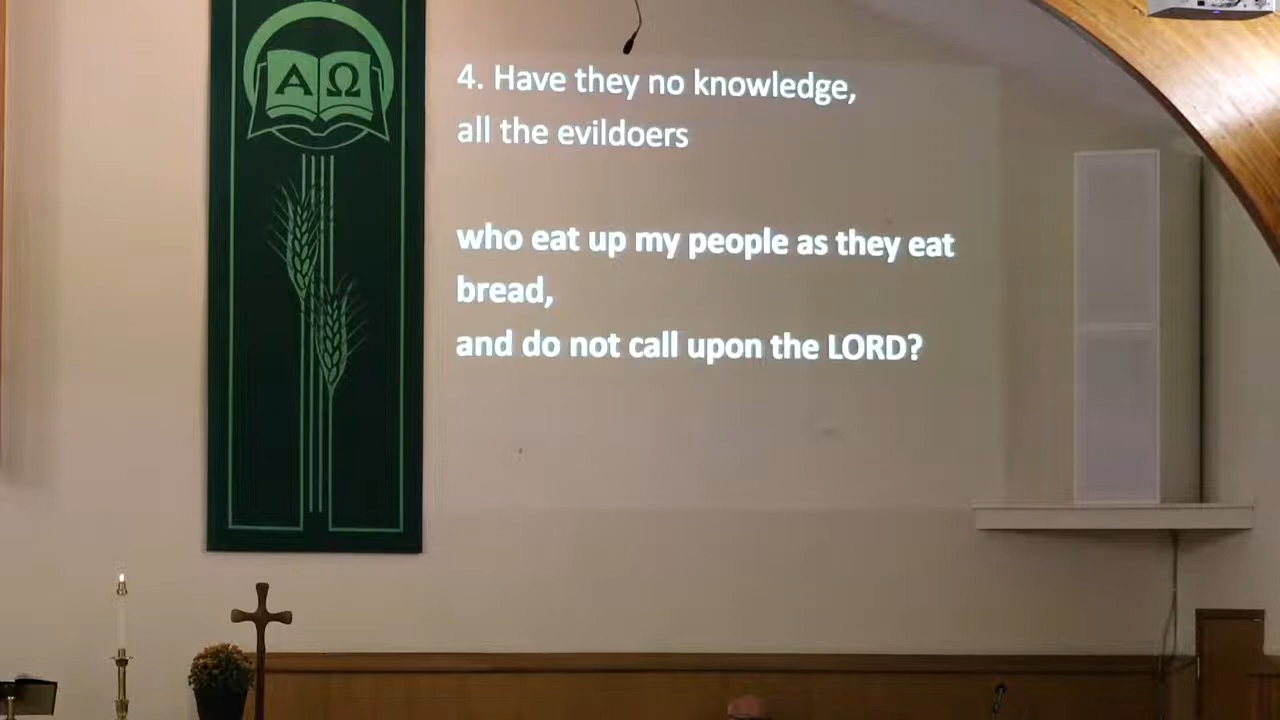 Α Ω
4. Have they no knowledge,
all the evildoers
who eat up my people as they eat
bread,
and do not call upon the LORD?